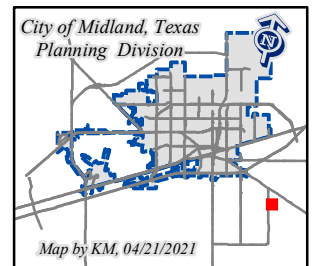 City of Midland, Texas
Planning Division
N
Map by KM, 04/21/2021